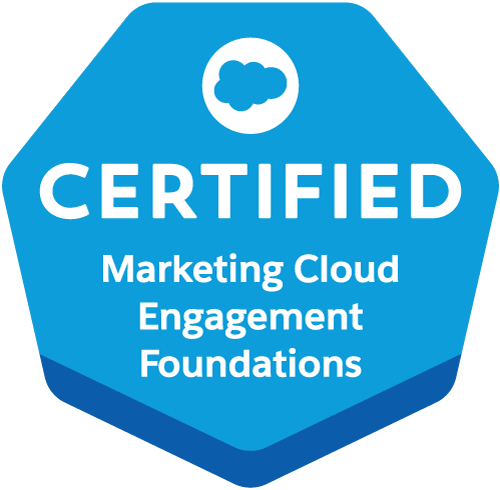 CERTIFIED
Marketing Cloud
Engagement
Foundations